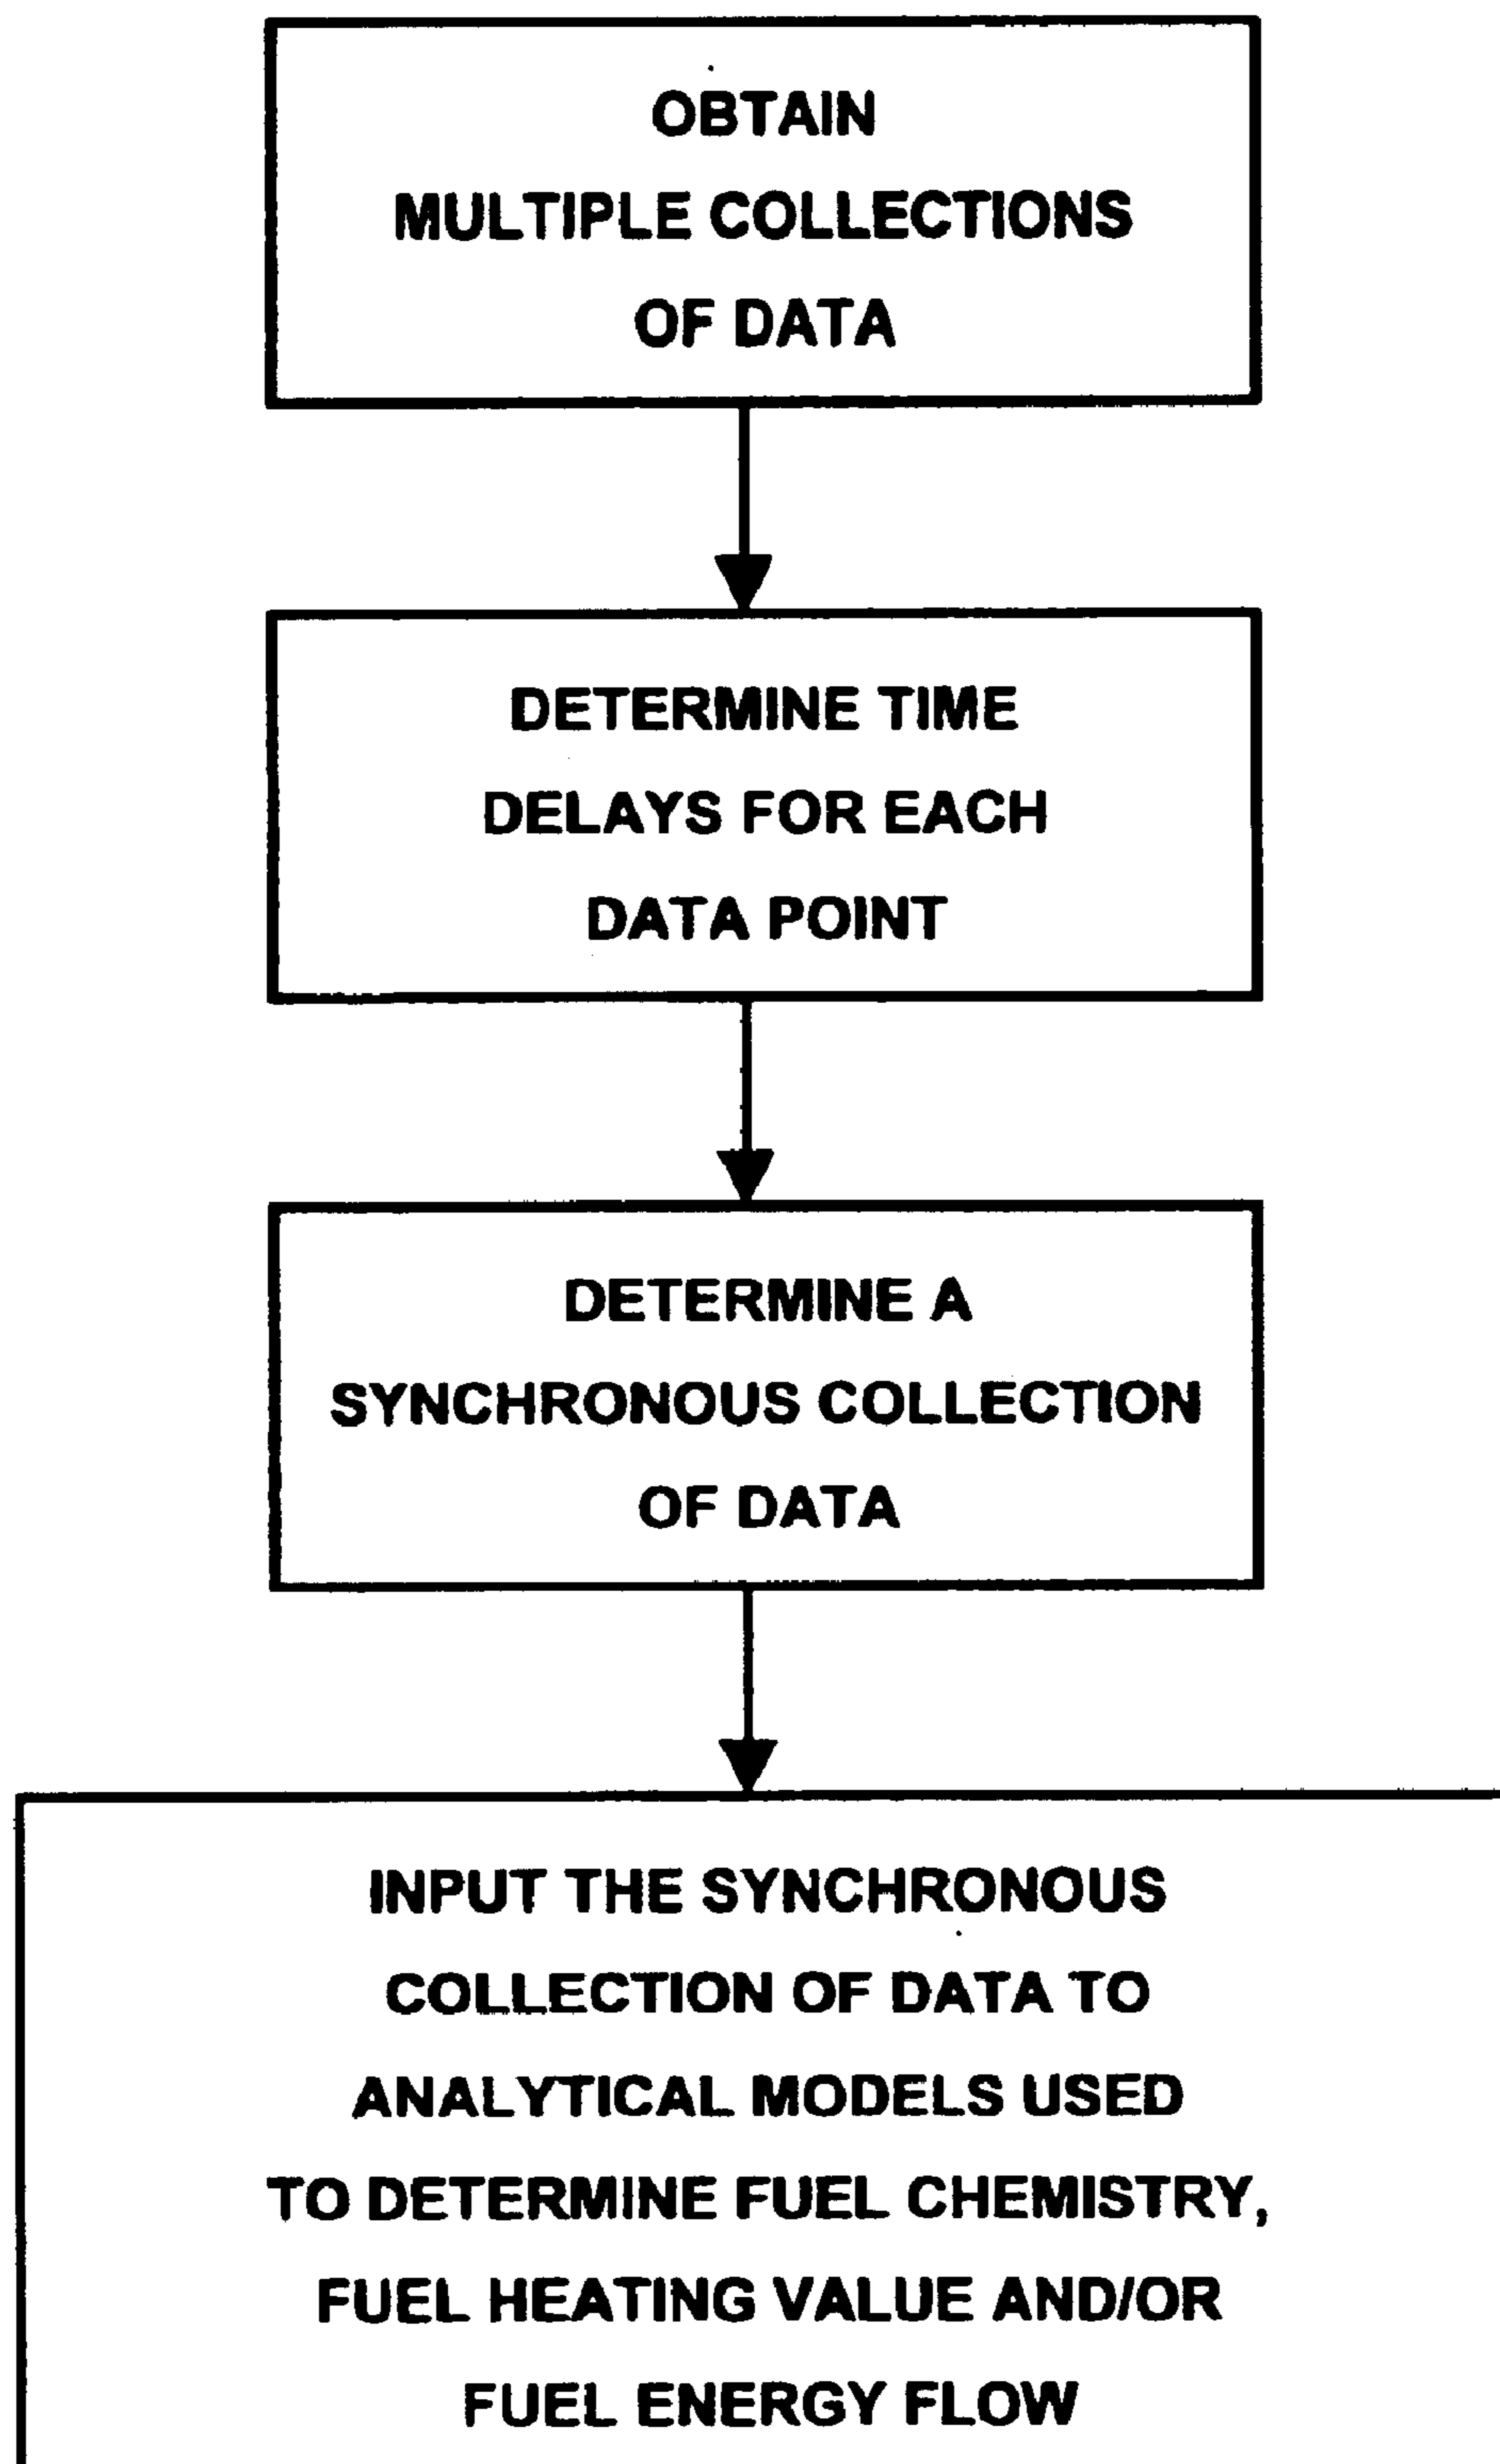 OBTAIN
MULTIPLE COLLECTIONS
OF DATA
DETERMINE TIME
DELAYS FOR EACH
DATA POINT
DETERMINE A
SYNCHRONOUS COLLECTION
OF DATA
INPUT THE SYNCHRONOUS
COLLECTION OF DATA TO
ANALYTICAL MODELS USED
TO DETERMINE FUEL CHEMISTRY,
FUEL HEATING VALUE AND/OR
FUEL ENERGY FLOW